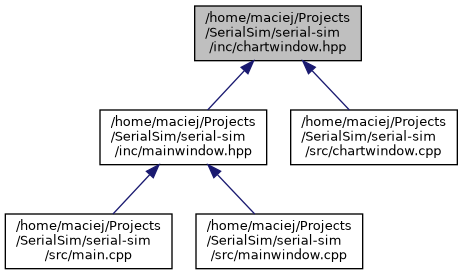 /home/maciej/Projects
/SerialSim/serial-sim
/inc/chartwindow.hpp
/home/maciej/Projects
/SerialSim/serial-sim
/inc/mainwindow.hpp
/home/maciej/Projects
/SerialSim/serial-sim
/src/chartwindow.cpp
/home/maciej/Projects
/SerialSim/serial-sim
/src/main.cpp
/home/maciej/Projects
/SerialSim/serial-sim
/src/mainwindow.cpp